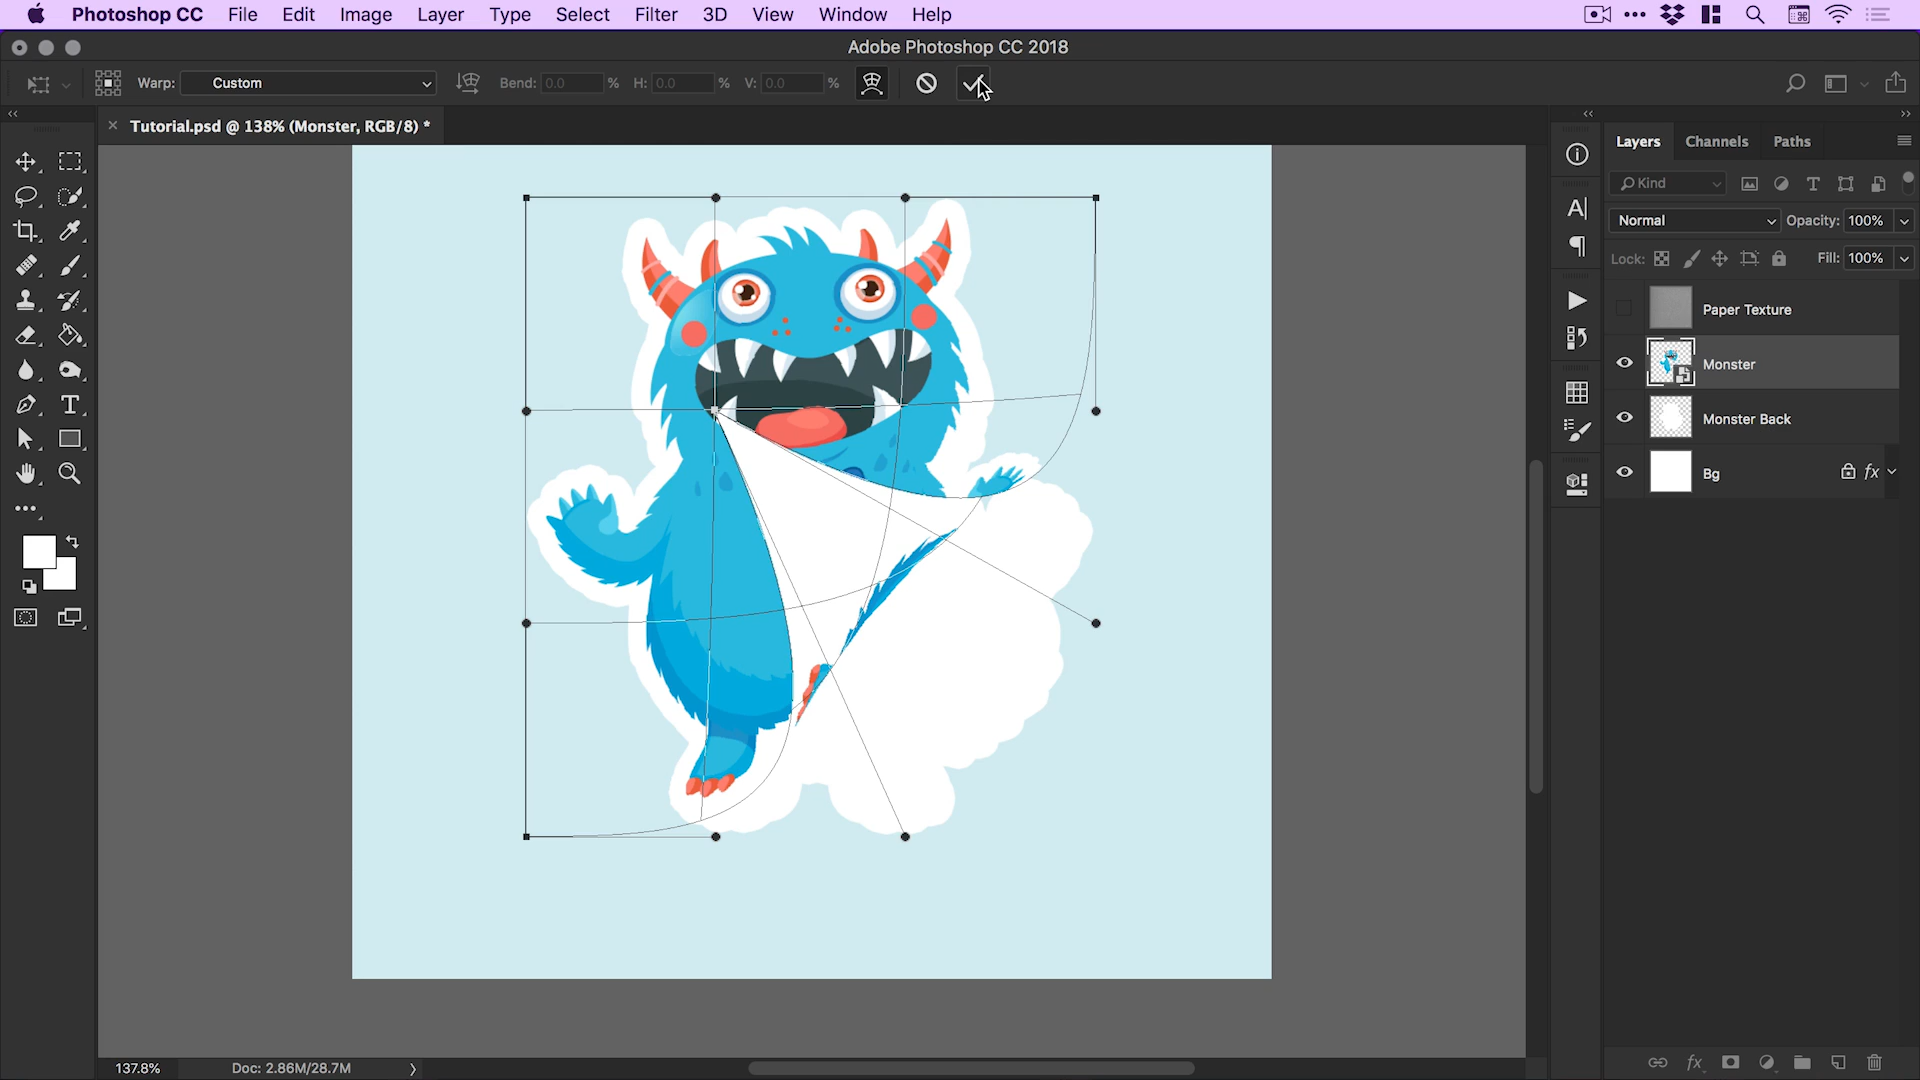 Photoshop CC File Edit Image Layer Type Select Filter 3D View Window Help
Adobe Photoshop CC 2018
Warp: Custom Bend: 0.0 % H: 0.0 % V: 0.0 %
Tutorial.psd @ 138% (Monster, RGB/8) *
Layers Channels Paths
Kind
Normal Opacity: 100%
Lock: Fill: 100%
Paper Texture
Monster
Monster Back
Bg fx
137.8% Doc: 2.86M/28.7M
fx